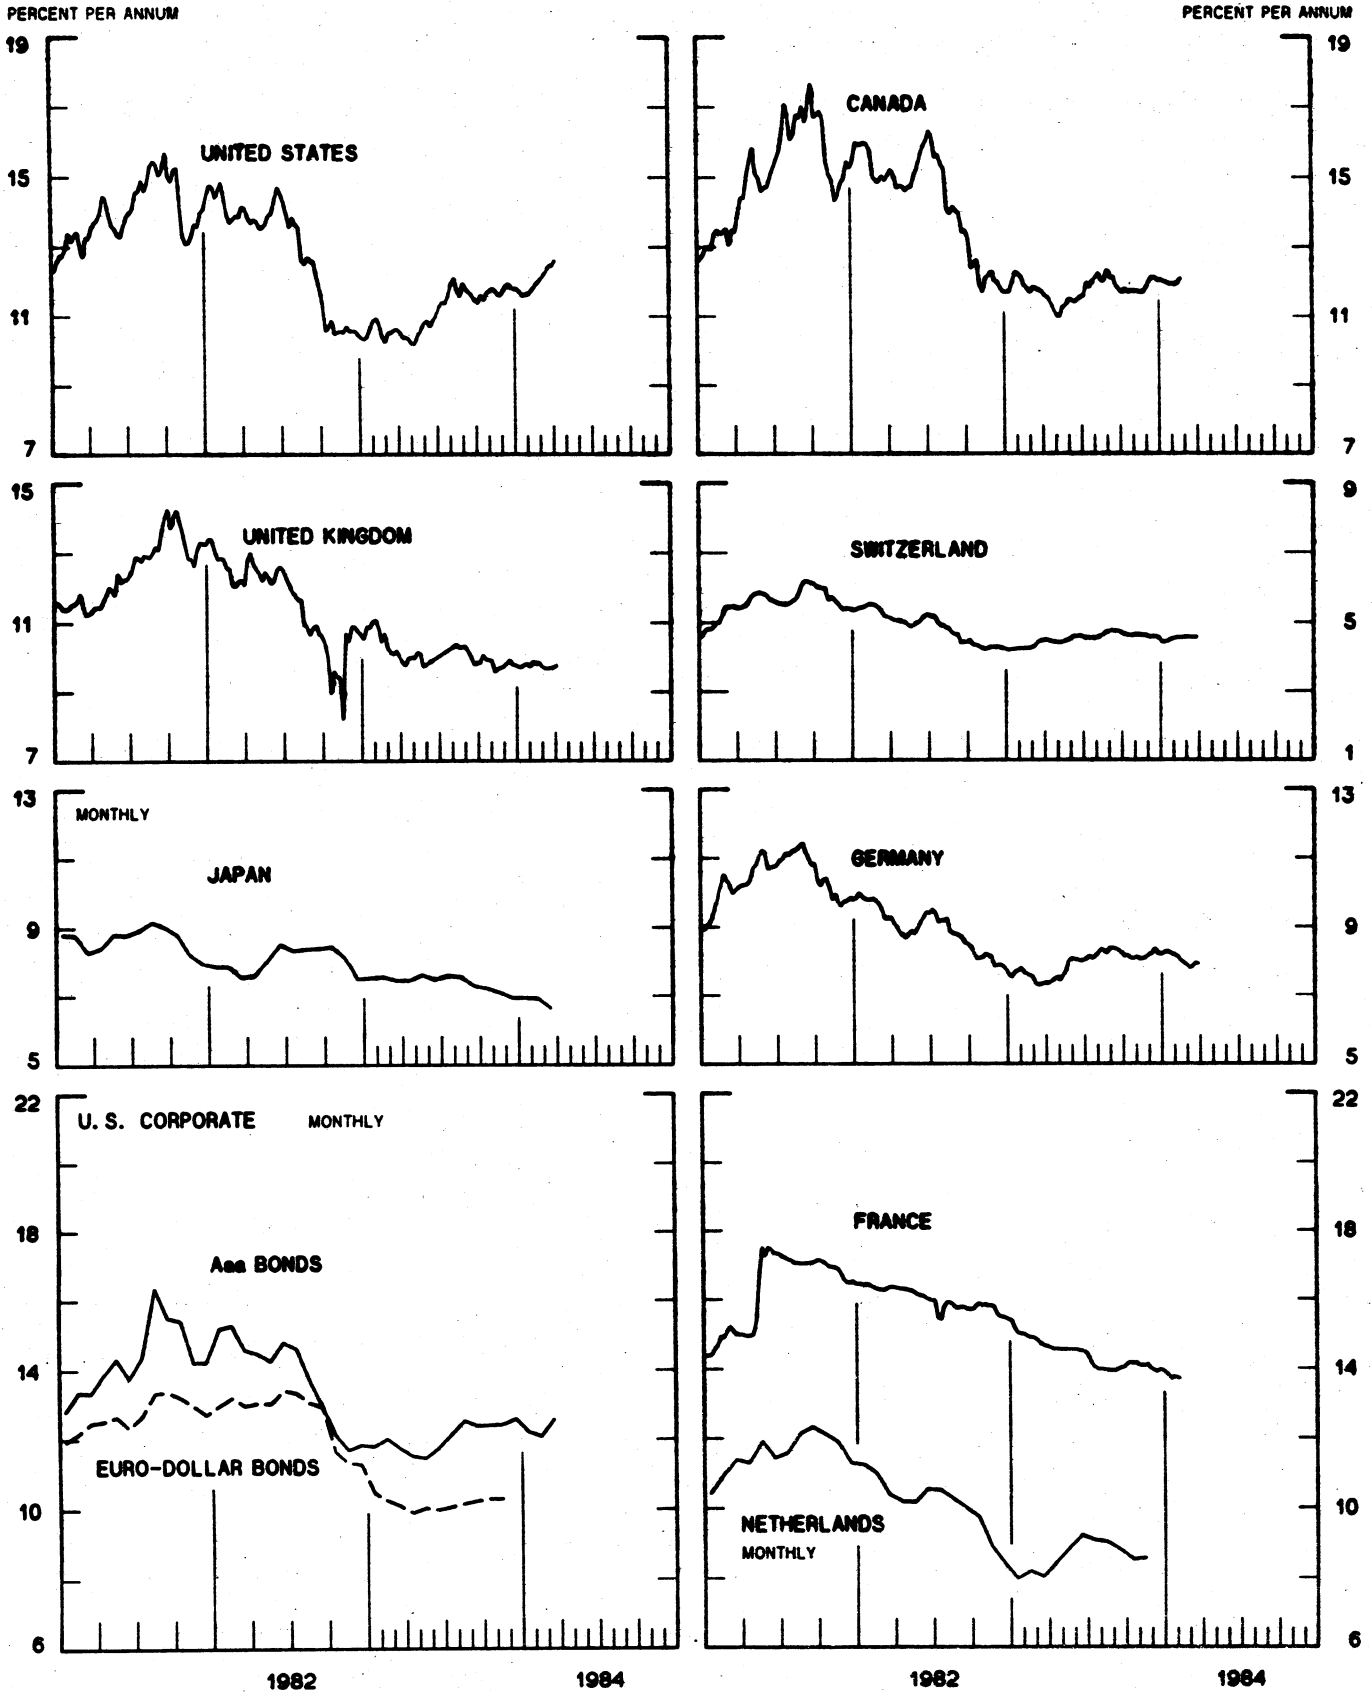 PERCENT PER ANNUM
PERCENT PER ANNUM
19
19
CANADA
UNITED STATES
15
15
11
11
7
7
15
9
UNITED KINGDOM
SWITZERLAND
11
5
7
1
13
13
MONTHLY
JAPAN
GERMANY
9
9
5
5
22
22
U.S. CORPORATE MONTHLY
FRANCE
18
18
Aaa BONDS
14
14
EURO-DOLLAR BONDS
10
10
NETHERLANDS
MONTHLY
6
6
1982 1984
1982 1984